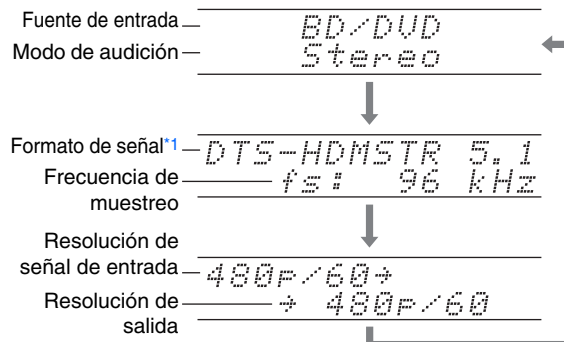 Fuente de entrada
BD/DVD
Modo de audición
Stereo
Formato de señal*1
DTS-HDMSTR 5.1
Frecuencia de
muestreo
fs: 96 kHz
Resolución de
señal de entrada
480p/60→
Resolución de
salida
→ 480p/60